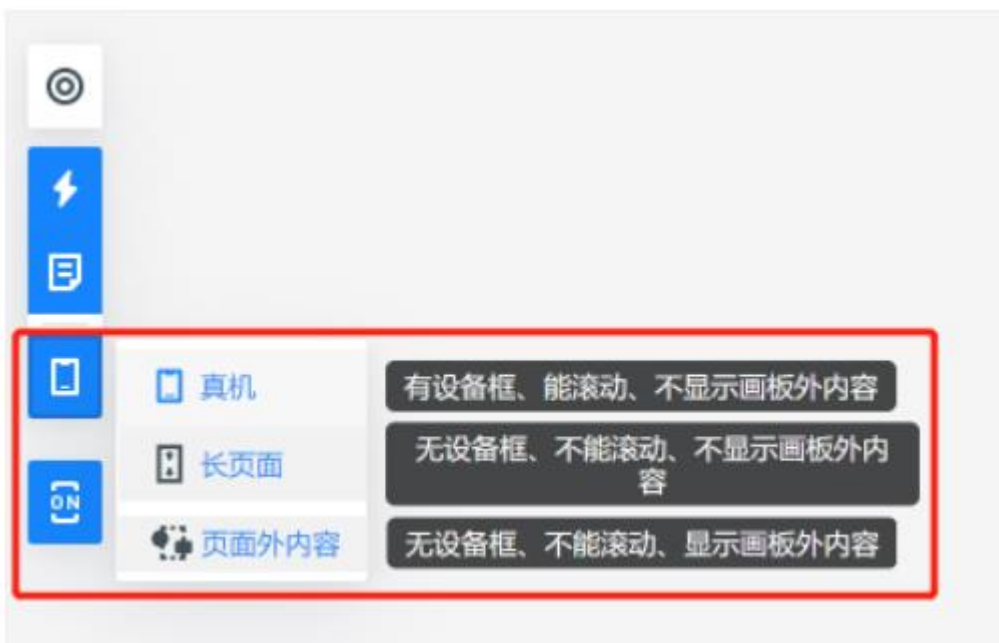 真机
有设备框、能滚动、不显示画板外内容
长页面
无设备框、不能滚动、不显示画板外内
容
ON
页面外内容
无设备框、不能滚动、显示画板外内容